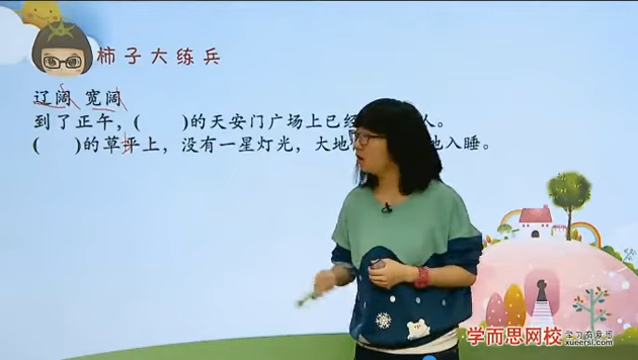 柿子大练兵
辽阔 宽阔
到了正午，( )的天安门广场上已经 人。
( )的草平上，没有一星灯光，大地 地入睡。
学而思网校
xueersi.com